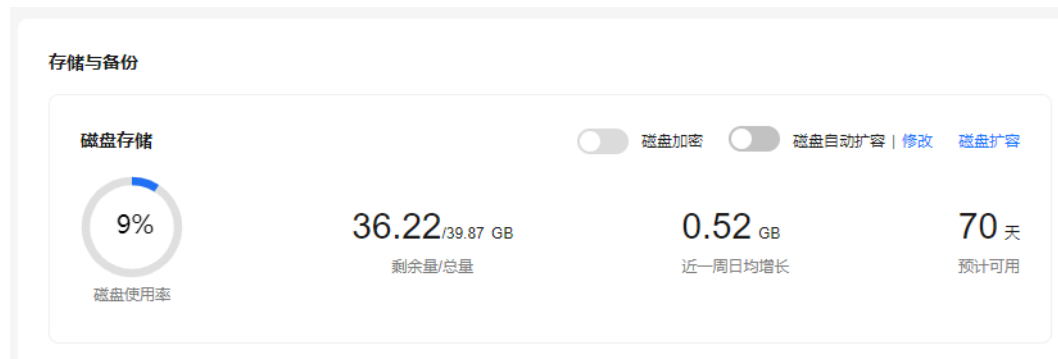 存储与备份
磁盘存储
磁盘加密 磁盘自动扩容 | 修改 磁盘扩容
9%
36.22/39.87 GB
0.52 GB
70 天
剩余量/总量
近一周日均增长
预计可用
磁盘使用率